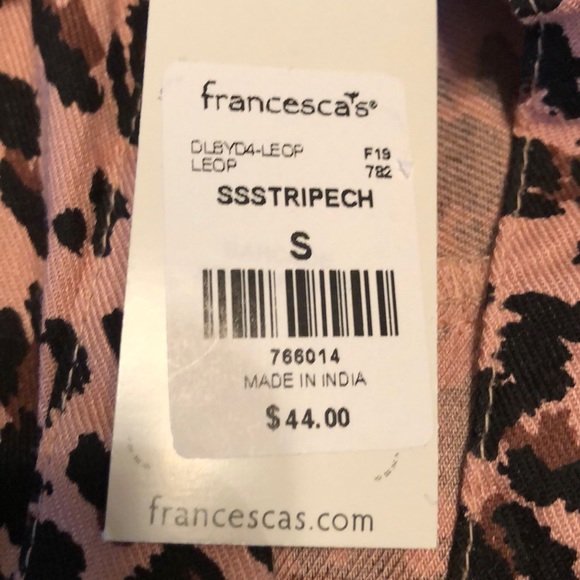 francesca's®
DLBYD4-LEOP F19
LEOP 782
SSSTRIPECH
S
766014
MADE IN INDIA
$44.00
francescas.com